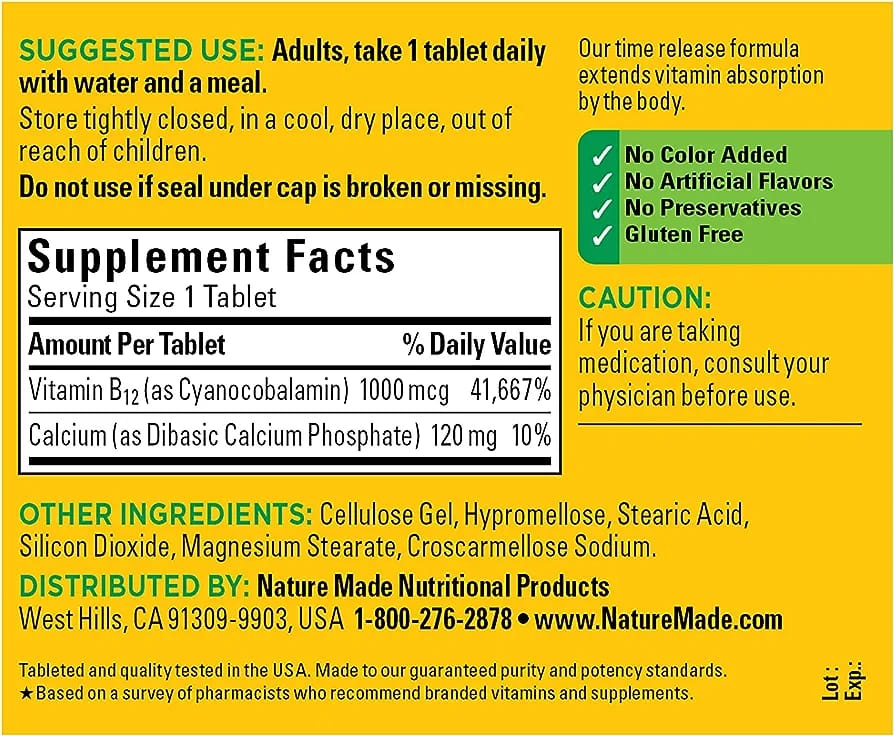 SUGGESTED USE: Adults, take 1 tablet daily
with water and a meal.
Store tightly closed, in a cool, dry place, out of
reach of children.
Do not use if seal under cap is broken or missing.
Supplement Facts
Serving Size 1 Tablet
Amount Per Tablet % Daily Value
Vitamin B₁₂ (as Cyanocobalamin) 1000 mcg 41,667%
Calcium (as Dibasic Calcium Phosphate) 120 mg 10%
Our time release formula
extends vitamin absorption
by the body.
✓ No Color Added
✓ No Artificial Flavors
✓ No Preservatives
✓ Gluten Free
CAUTION:
If you are taking
medication, consult your
physician before use.
OTHER INGREDIENTS: Cellulose Gel, Hypromellose, Stearic Acid,
Silicon Dioxide, Magnesium Stearate, Croscarmellose Sodium.
DISTRIBUTED BY: Nature Made Nutritional Products
West Hills, CA 91309-9903, USA 1-800-276-2878 • www.NatureMade.com
Tableted and quality tested in the USA. Made to our guaranteed purity and potency standards.
★Based on a survey of pharmacists who recommend branded vitamins and supplements.
Lot :
Exp.: